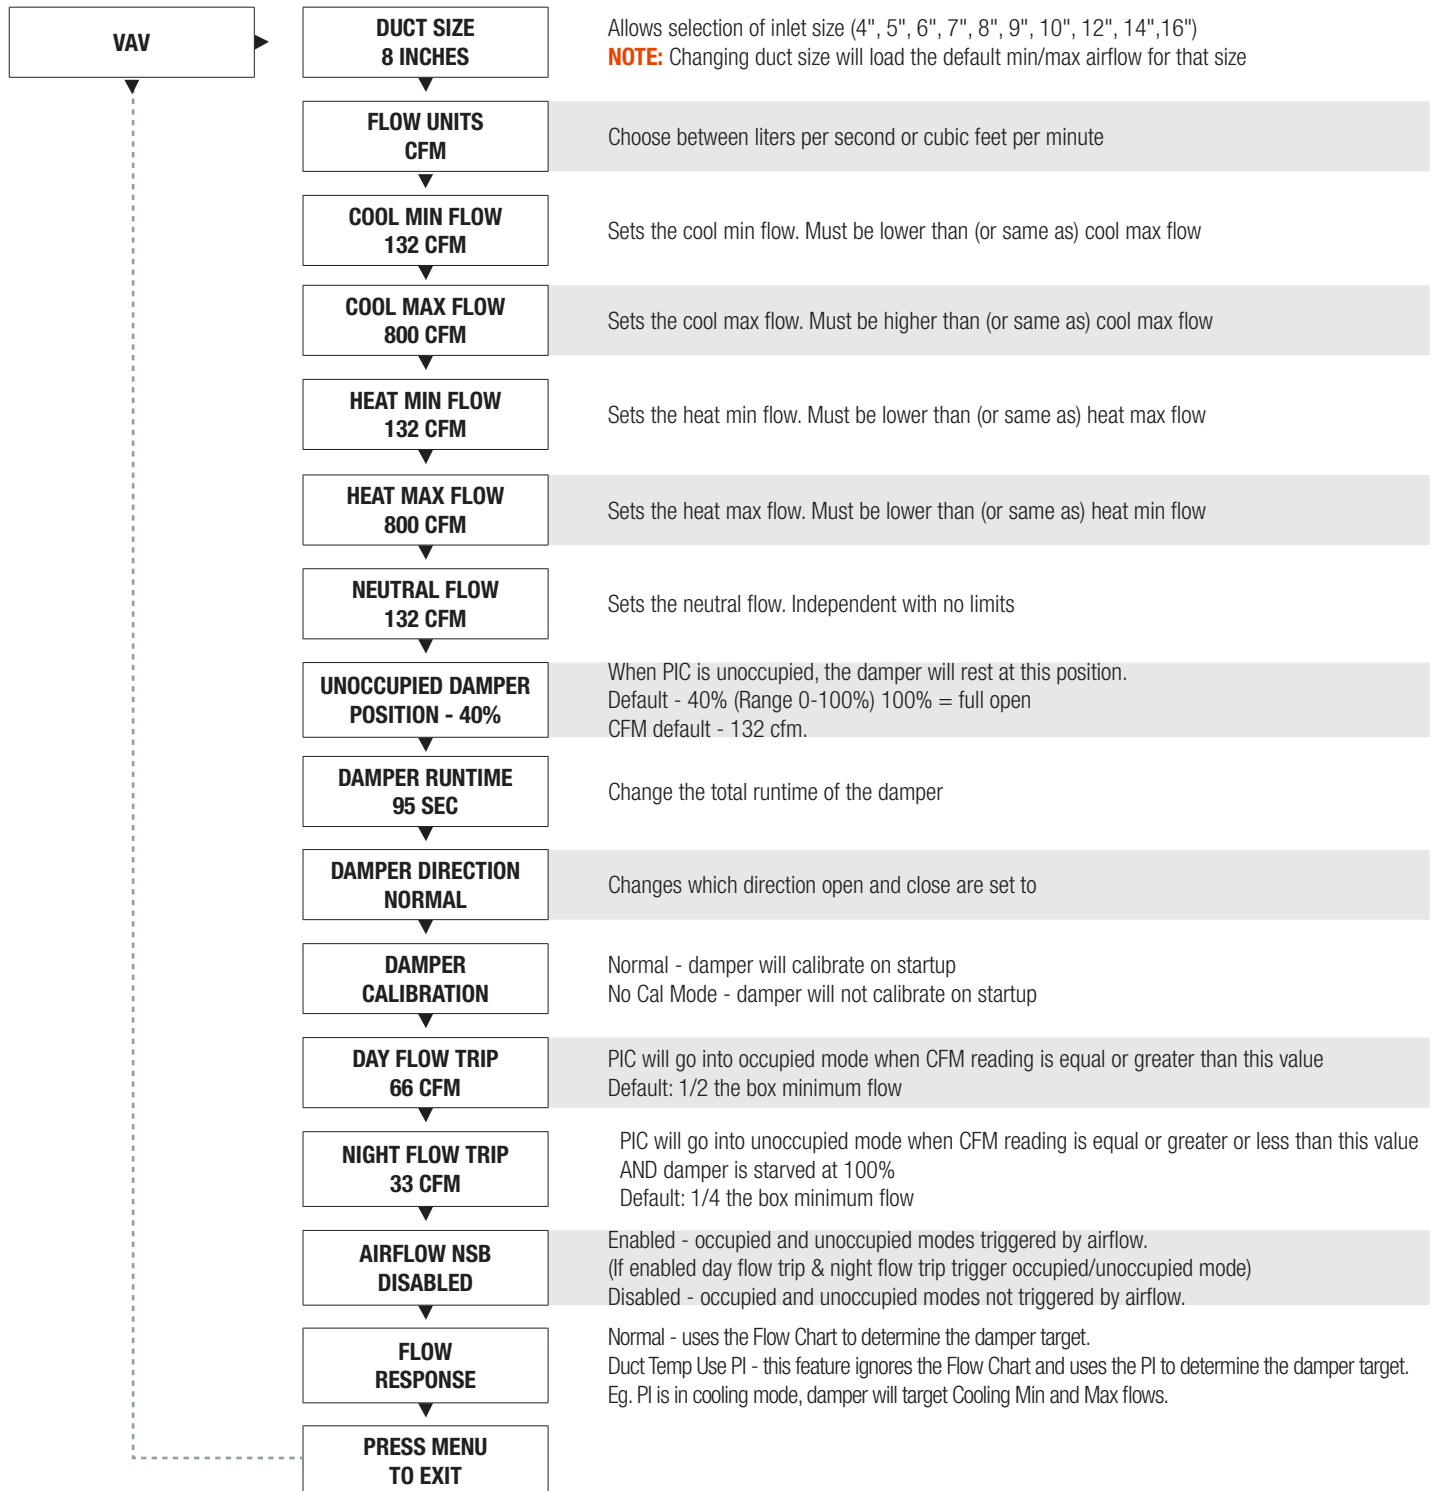 VAV
DUCT SIZE
8 INCHES
Allows selection of inlet size (4", 5", 6", 7", 8", 9", 10", 12", 14",16")
NOTE: Changing duct size will load the default min/max airflow for that size
FLOW UNITS
CFM
Choose between liters per second or cubic feet per minute
COOL MIN FLOW
132 CFM
Sets the cool min flow. Must be lower than (or same as) cool max flow
COOL MAX FLOW
800 CFM
Sets the cool max flow. Must be higher than (or same as) cool max flow
HEAT MIN FLOW
132 CFM
Sets the heat min flow. Must be lower than (or same as) heat max flow
HEAT MAX FLOW
800 CFM
Sets the heat max flow. Must be lower than (or same as) heat min flow
NEUTRAL FLOW
132 CFM
Sets the neutral flow. Independent with no limits
UNOCCUPIED DAMPER
POSITION - 40%
When PIC is unoccupied, the damper will rest at this position.
Default - 40% (Range 0-100%) 100% = full open
CFM default - 132 cfm.
DAMPER RUNTIME
95 SEC
Change the total runtime of the damper
DAMPER DIRECTION
NORMAL
Changes which direction open and close are set to
DAMPER
CALIBRATION
Normal - damper will calibrate on startup
No Cal Mode - damper will not calibrate on startup
DAY FLOW TRIP
66 CFM
PIC will go into occupied mode when CFM reading is equal or greater than this value
Default: 1/2 the box minimum flow
NIGHT FLOW TRIP
33 CFM
PIC will go into unoccupied mode when CFM reading is equal or greater or less than this value
AND damper is starved at 100%
Default: 1/4 the box minimum flow
AIRFLOW NSB
DISABLED
Enabled - occupied and unoccupied modes triggered by airflow.
(If enabled day flow trip & night flow trip trigger occupied/unoccupied mode)
Disabled - occupied and unoccupied modes not triggered by airflow.
FLOW
RESPONSE
Normal - uses the Flow Chart to determine the damper target.
Duct Temp Use PI - this feature ignores the Flow Chart and uses the PI to determine the damper target.
Eg. PI is in cooling mode, damper will target Cooling Min and Max flows.
PRESS MENU
TO EXIT